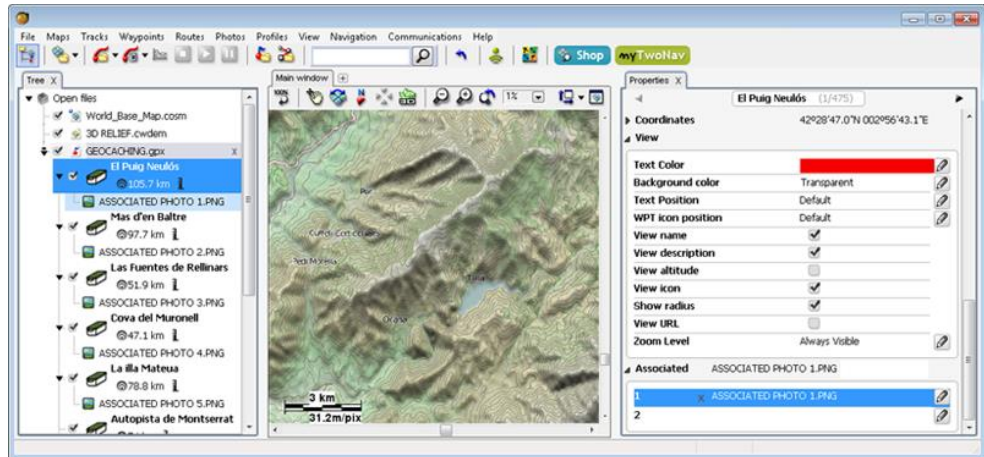 File Maps Tracks Waypoints Routes Photos Profiles View Navigation Communications Help
Shop
myTwoNav
Tree X
Open files
World_Base_Map.cosm
3D RELIEF.cwdem
GEOCACHING.gpx X
El Puig Neulós
105.7 km
ASSOCIATED PHOTO 1.PNG
Mas d'en Baltre
97.7 km
ASSOCIATED PHOTO 2.PNG
Las Fuentes de Rellinars
51.9 km
ASSOCIATED PHOTO 3.PNG
Cova del Muronell
47.1 km
ASSOCIATED PHOTO 4.PNG
La illa Mateua
78.8 km
ASSOCIATED PHOTO 5.PNG
Autopista de Montserrat
Main window
100%
1%
Ocaña
3 km
31.2m/pix
Properties X
El Puig Neulós (1/475)
Coordinates 42º28'47.0"N 002º56'43.1"E
View
Text Color
Background color Transparent
Text Position Default
WPT icon position Default
View name
View description
View altitude
View icon
Show radius
View URL
Zoom Level Always Visible
Associated ASSOCIATED PHOTO 1.PNG
1 X ASSOCIATED PHOTO 1.PNG
2